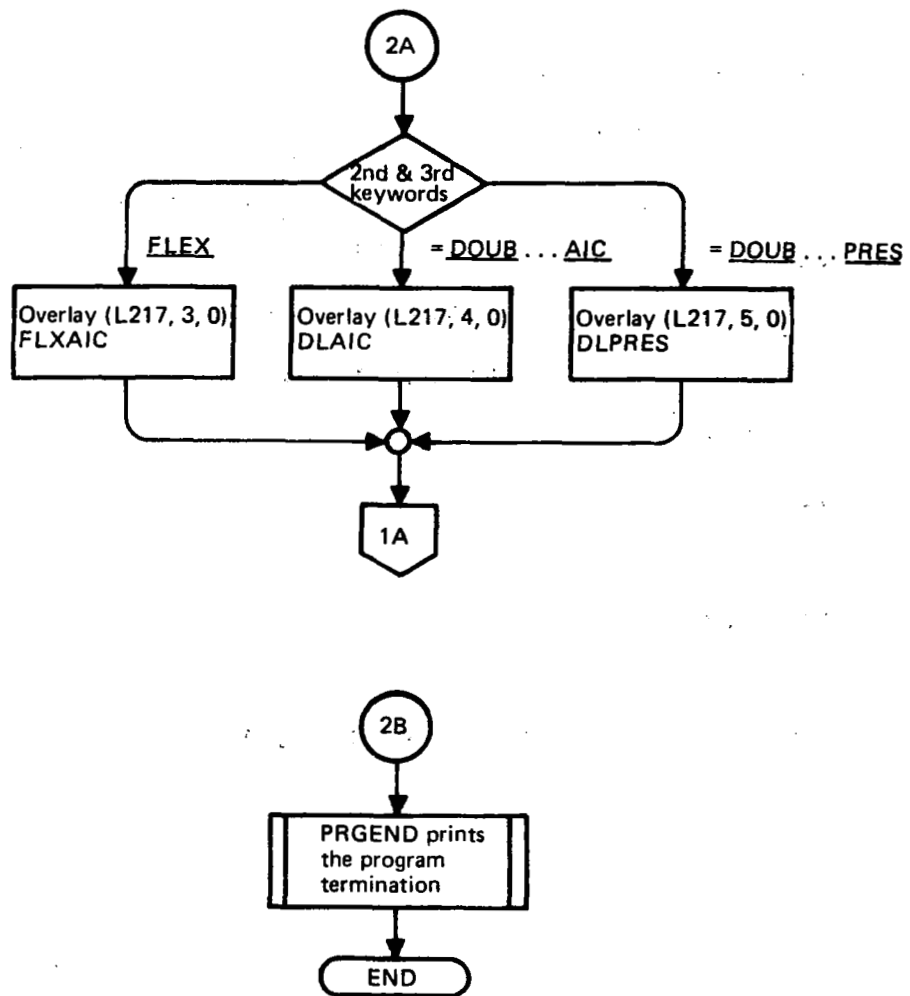 2A
2nd & 3rd
keywords
FLEX
= DOUB ... AIC
= DOUB ... PRES
Overlay (L217, 3, 0)
FLXAIC
Overlay (L217, 4, 0)
DLAIC
Overlay (L217, 5, 0)
DLPRES
1A
2B
PRGEND prints
the program
termination
END